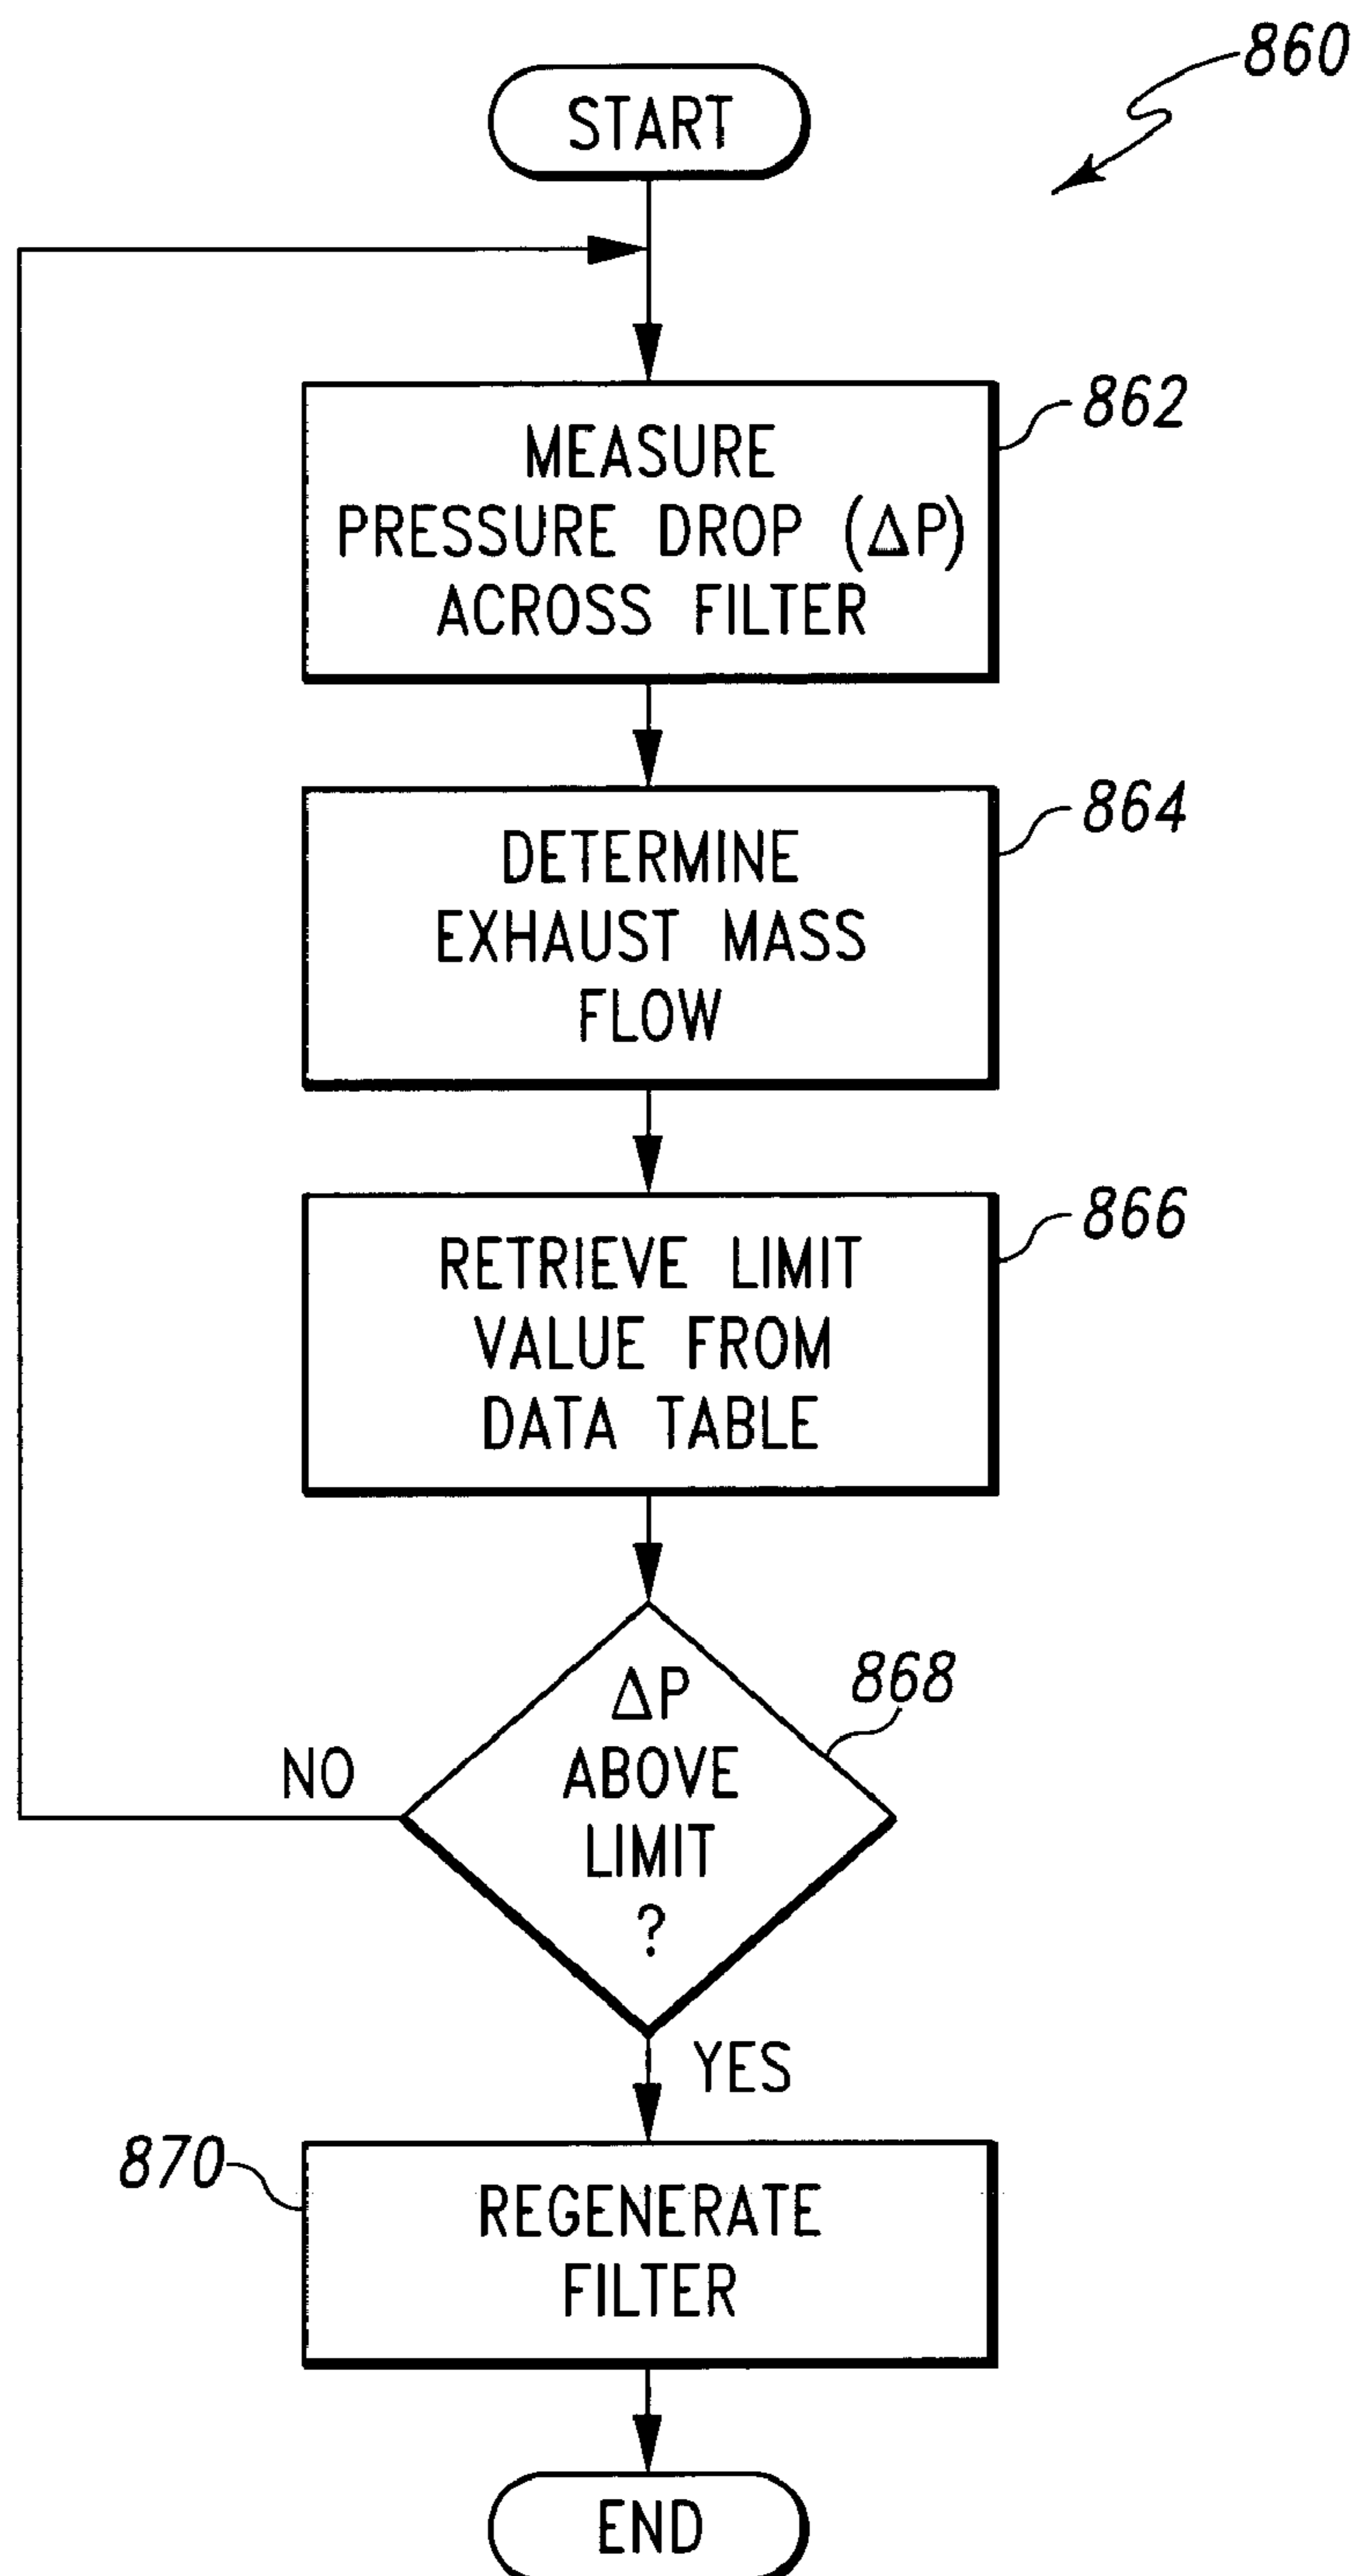 860
START
862
MEASURE
PRESSURE DROP (ΔP)
ACROSS FILTER
864
DETERMINE
EXHAUST MASS
FLOW
866
RETRIEVE LIMIT
VALUE FROM
DATA TABLE
868
ΔP
ABOVE
LIMIT
?
NO
YES
870
REGENERATE
FILTER
END